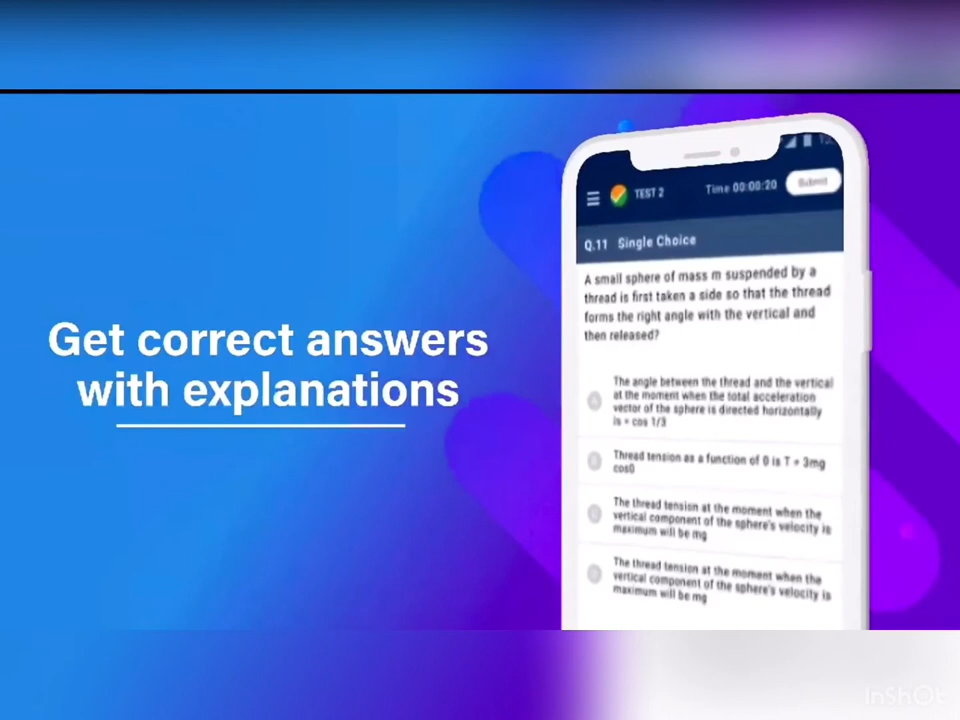 Get correct answers
with explanations
TEST 2
Time 00:00:20
Submit
Q.11 Single Choice
A small sphere of mass m suspended by a
thread is first taken a side so that the thread
forms the right angle with the vertical and
then released?
The angle between the thread and the vertical
at the moment when the total acceleration
vector of the sphere is directed horizontally
is = cos 1/3
Thread tension as a function of θ is T = 3mg
cosθ
The thread tension at the moment when the
vertical component of the sphere's velocity is
maximum will be mg
The thread tension at the moment when the
vertical component of the sphere's velocity is
maximum will be mg
InShOt